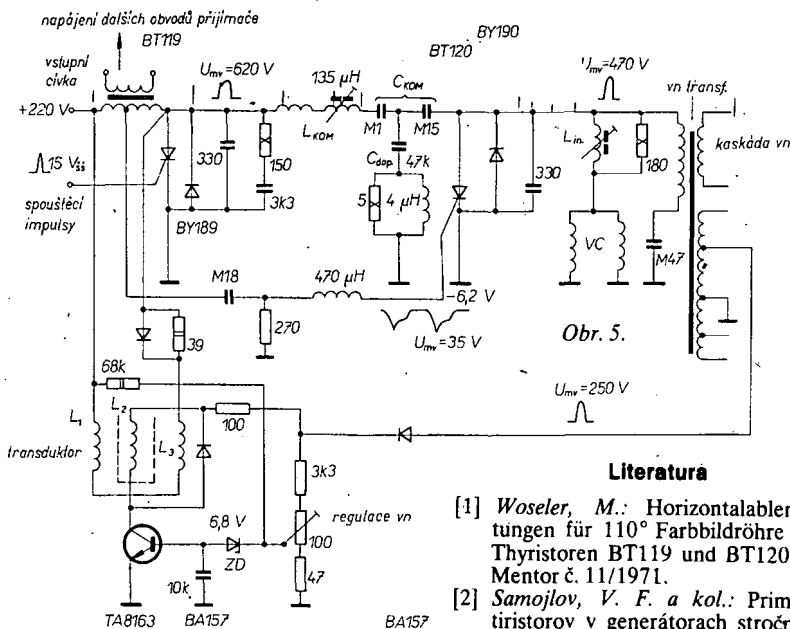 napájení dalších obvodů přijímače
BT119
vstupní
cívka
+220 V
15 Všš
spouštěcí
impulsy
Umv=620 V
330
150
3k3
BY189
135 µH
LKOM
CKOM
M1
M15
Cdop.
47k
5
4 µH
BT120
BY190
330
Umv=470 V
vn transf.
Lin.
180
kaskáda vn
VC
M47
M18
470 µH
270
-6,2 V
Umv=35 V
Obr. 5.
39
68k
L1
L2
L3
transduktor
100
Umv=250 V
3k3
regulace vn
100
47
6,8 V
ZD
10k
TA8163
BA157
BA157
Literatura
[1] Woseler, M.: Horizontalablen
tungen für 110° Farbbildröhre
Thyristoren BT119 und BT120
Mentor č. 11/1971.
[2] Samojlov, V. F. a kol.: Prim
tiristorov v generátorach stročn